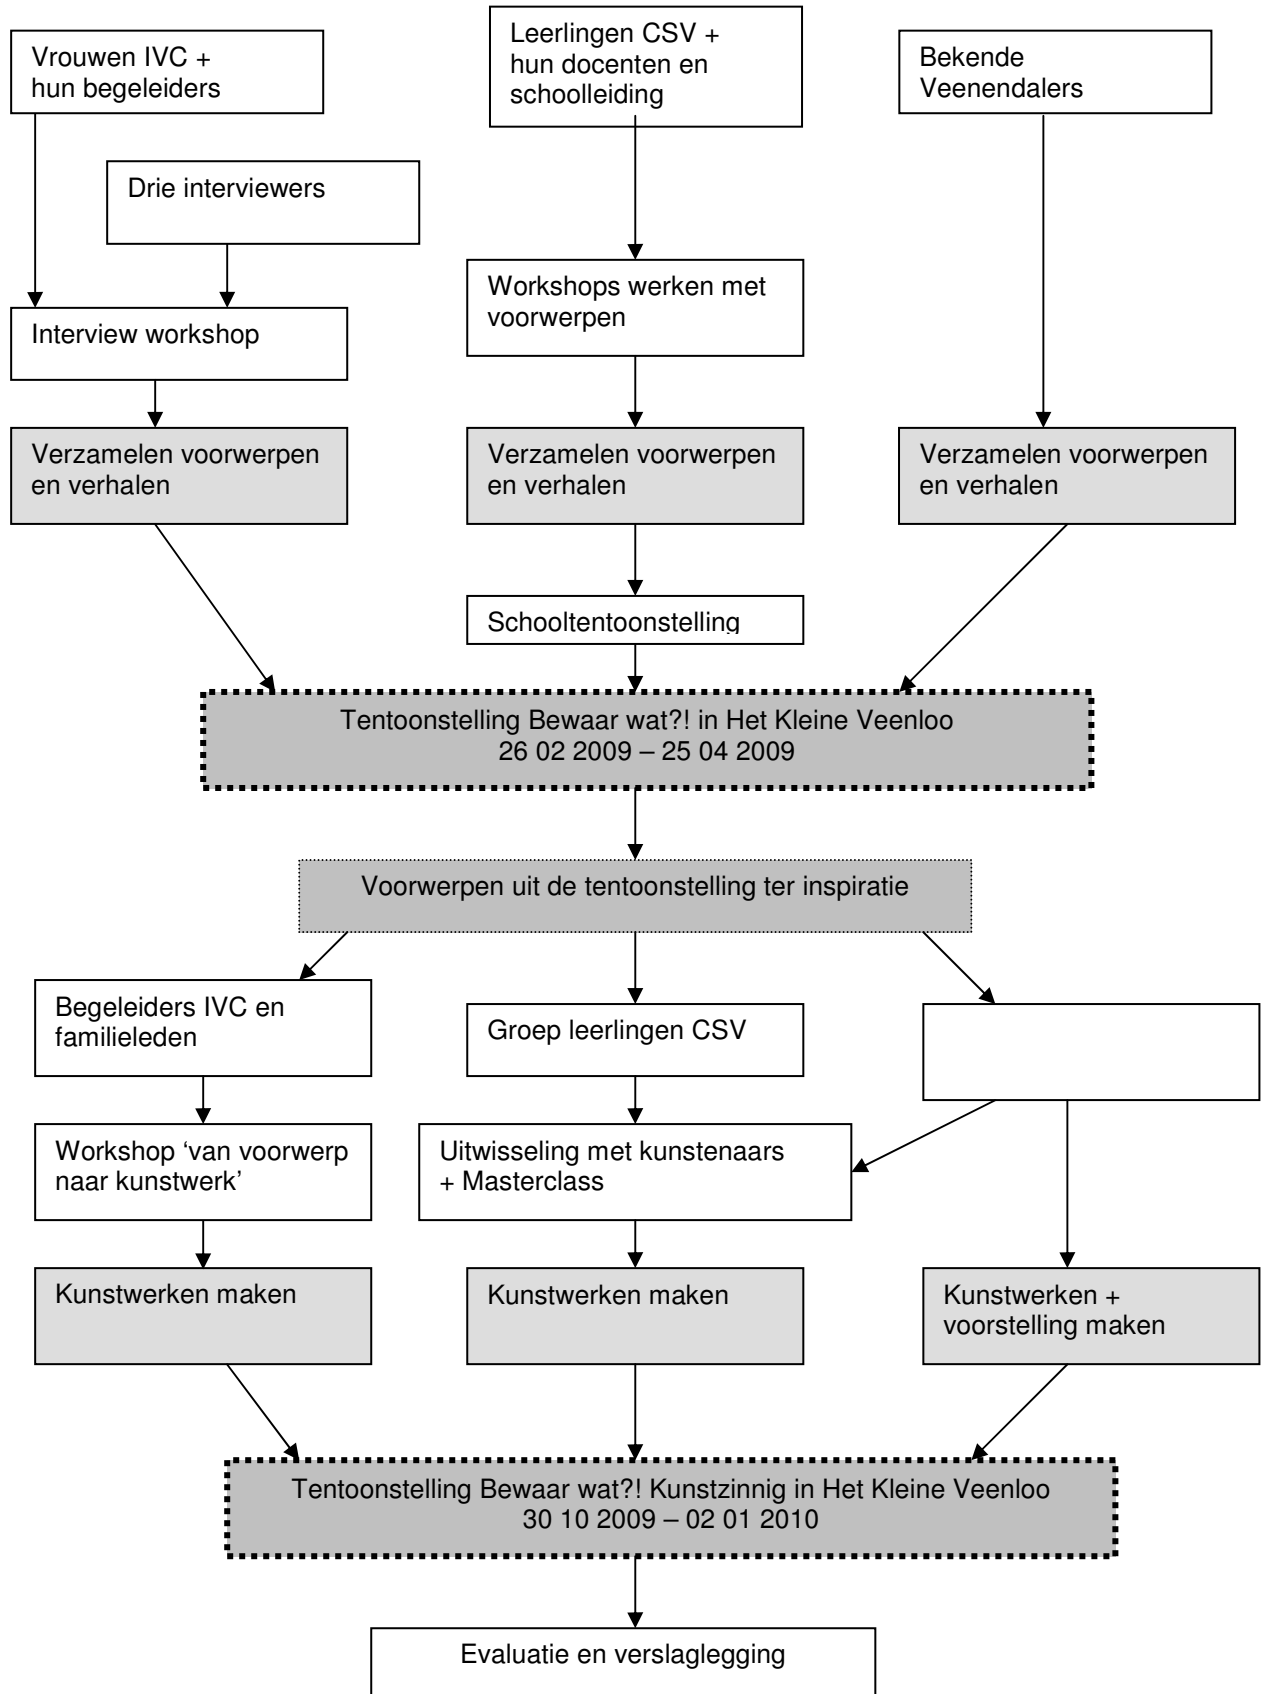 Vrouwen IVC +
hun begeleiders
Leerlingen CSV +
hun docenten en
schoolleiding
Bekende
Veenendalers
Drie interviewers
Interview workshop
Workshops werken met
voorwerpen
Verzamelen voorwerpen
en verhalen
Verzamelen voorwerpen
en verhalen
Verzamelen voorwerpen
en verhalen
Schooltentoonstelling
Tentoonstelling Bewaar wat?! in Het Kleine Veenloo
26 02 2009 – 25 04 2009
Voorwerpen uit de tentoonstelling ter inspiratie
Begeleiders IVC en
familieleden
Groep leerlingen CSV
Workshop ‘van voorwerp
naar kunstwerk’
Uitwisseling met kunstenaars
+ Masterclass
Kunstwerken maken
Kunstwerken maken
Kunstwerken +
voorstelling maken
Tentoonstelling Bewaar wat?! Kunstzinnig in Het Kleine Veenloo
30 10 2009 – 02 01 2010
Evaluatie en verslaglegging